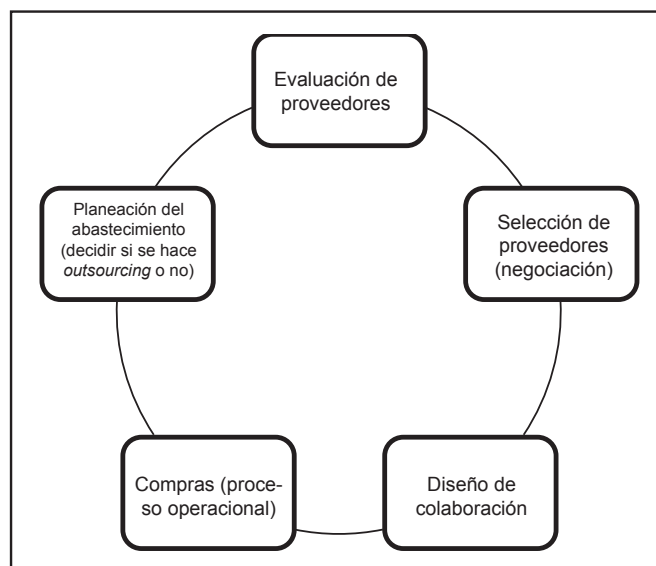 Evaluación de
proveedores
Planeación del
abastecimiento
(decidir si se hace
outsourcing o no)
Selección de
proveedores
(negociación)
Compras (proce-
so operacional)
Diseño de
colaboración